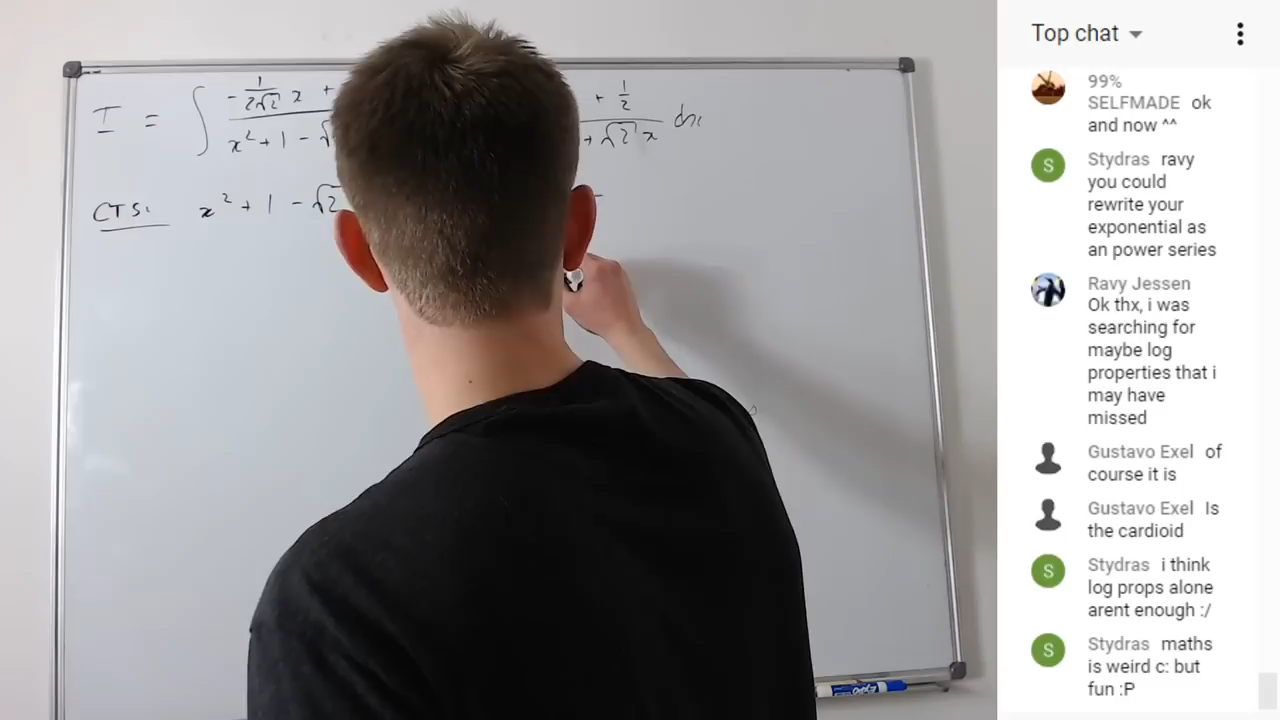 I = ∫ -1/2√2 x + + 1/2
x² + 1 - √ + √2 x dx
CTS: x² + 1 - √2
EXPO
Top chat
99%
SELFMADE ok
and now ^^
S
Stydras ravy
you could
rewrite your
exponential as
an power series
Ravy Jessen
Ok thx, i was
searching for
maybe log
properties that i
may have
missed
Gustavo Exel of
course it is
Gustavo Exel Is
the cardioid
S
Stydras i think
log props alone
arent enough :/
S
Stydras maths
is weird c: but
fun :P